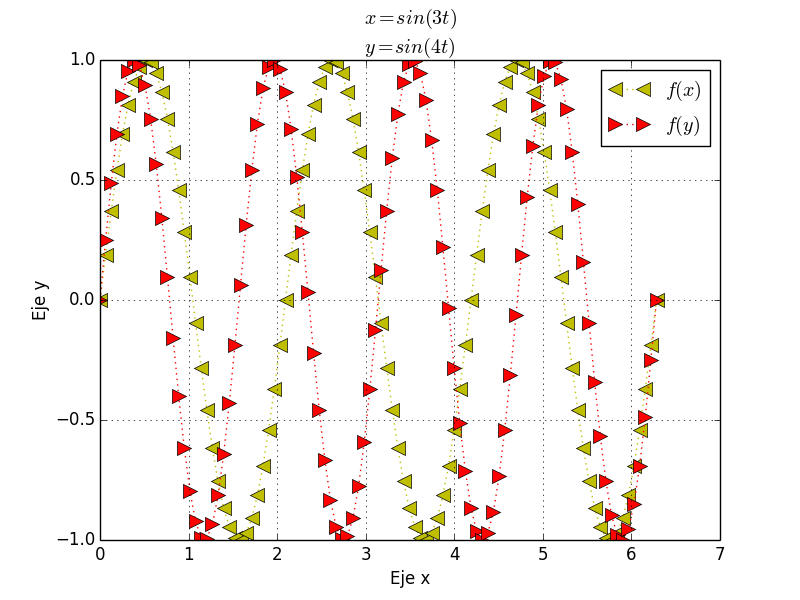 x = sin(3t)
y = sin(4t)
f(x)
f(y)
Eje y
1.0
0.5
0.0
−0.5
−1.0
0 1 2 3 4 5 6 7
Eje x